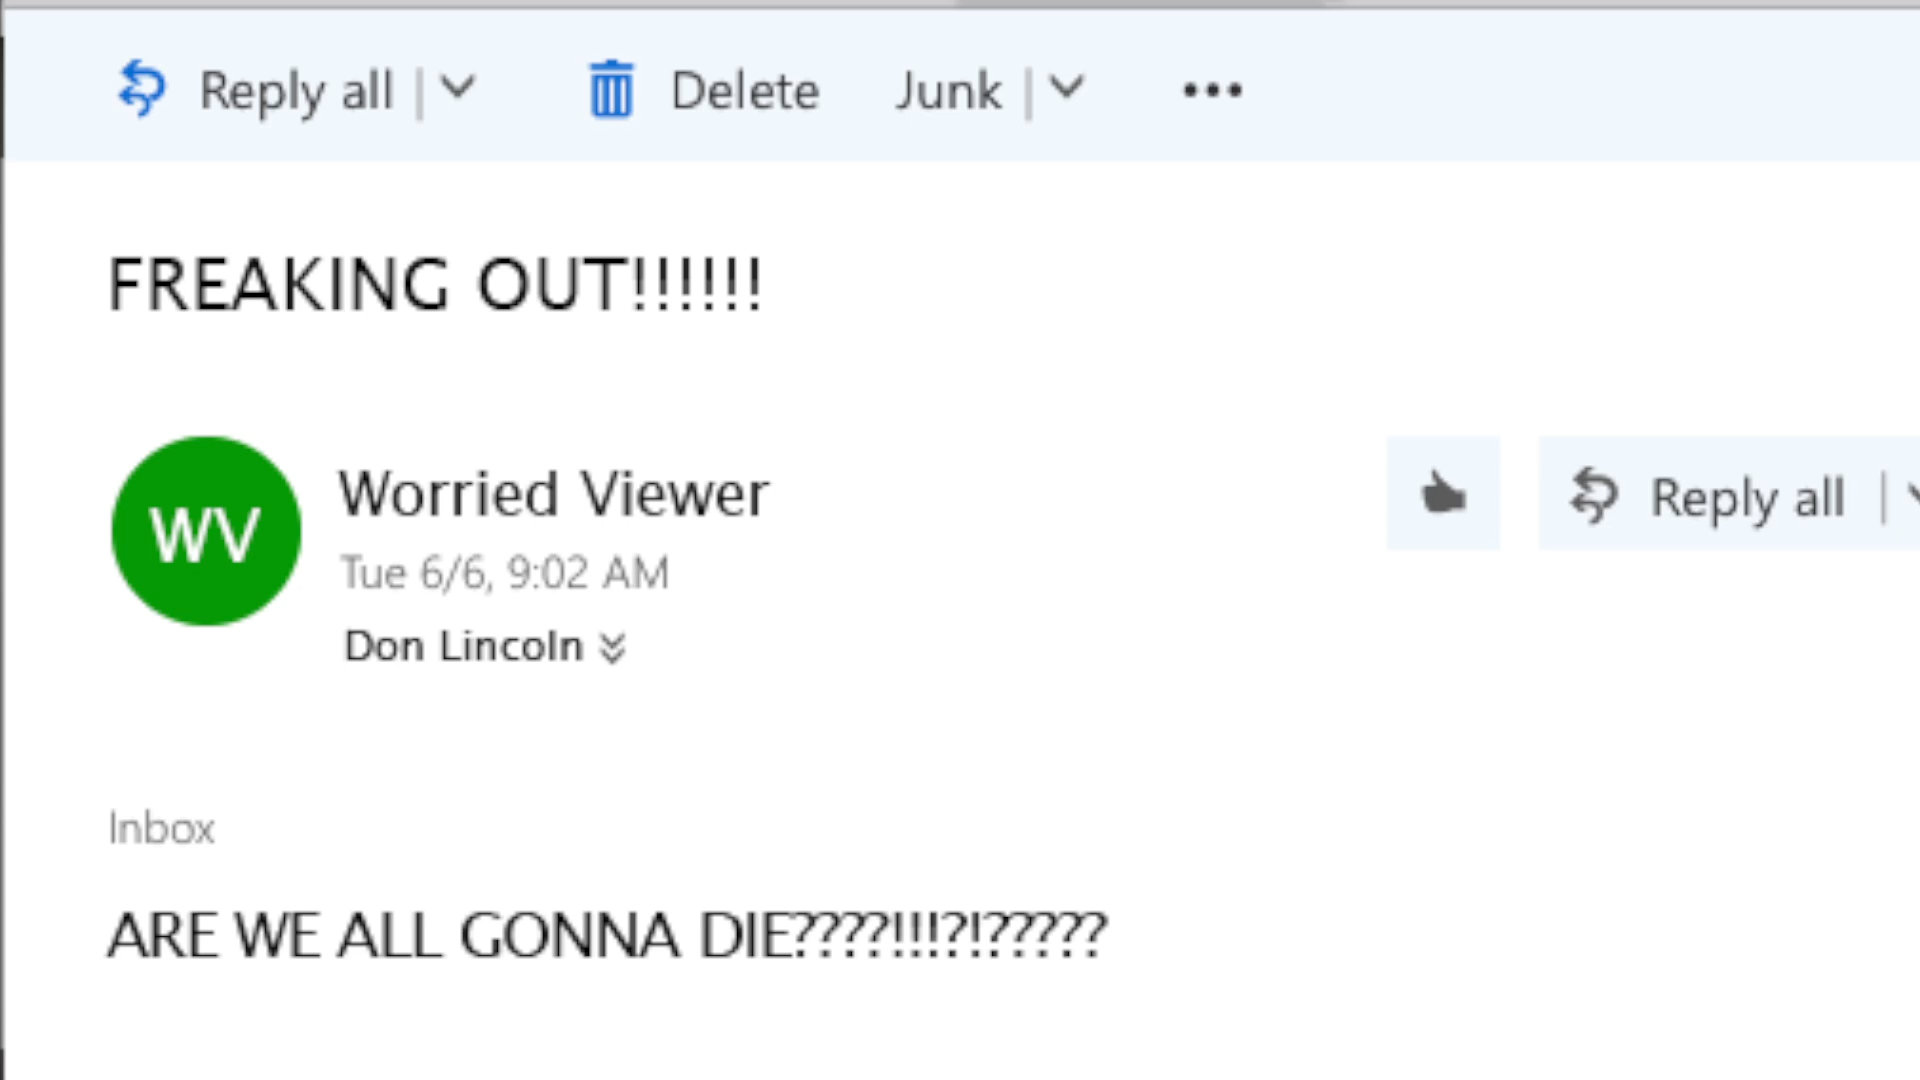 Reply all | Delete Junk | •••
FREAKING OUT!!!!!!
WV
Worried Viewer
Reply all |
Tue 6/6, 9:02 AM
Don Lincoln
Inbox
ARE WE ALL GONNA DIE????!!!?!?????